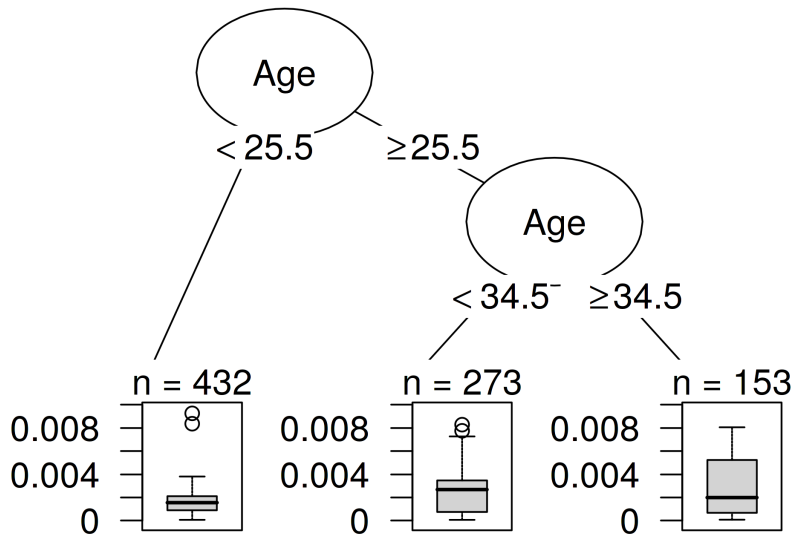 Age
< 25.5 ≥25.5
Age
< 34.5 ≥34.5
n = 432 n = 273 n = 153
0.008 0.008 0.008
0.004 0.004 0.004
0 0 0